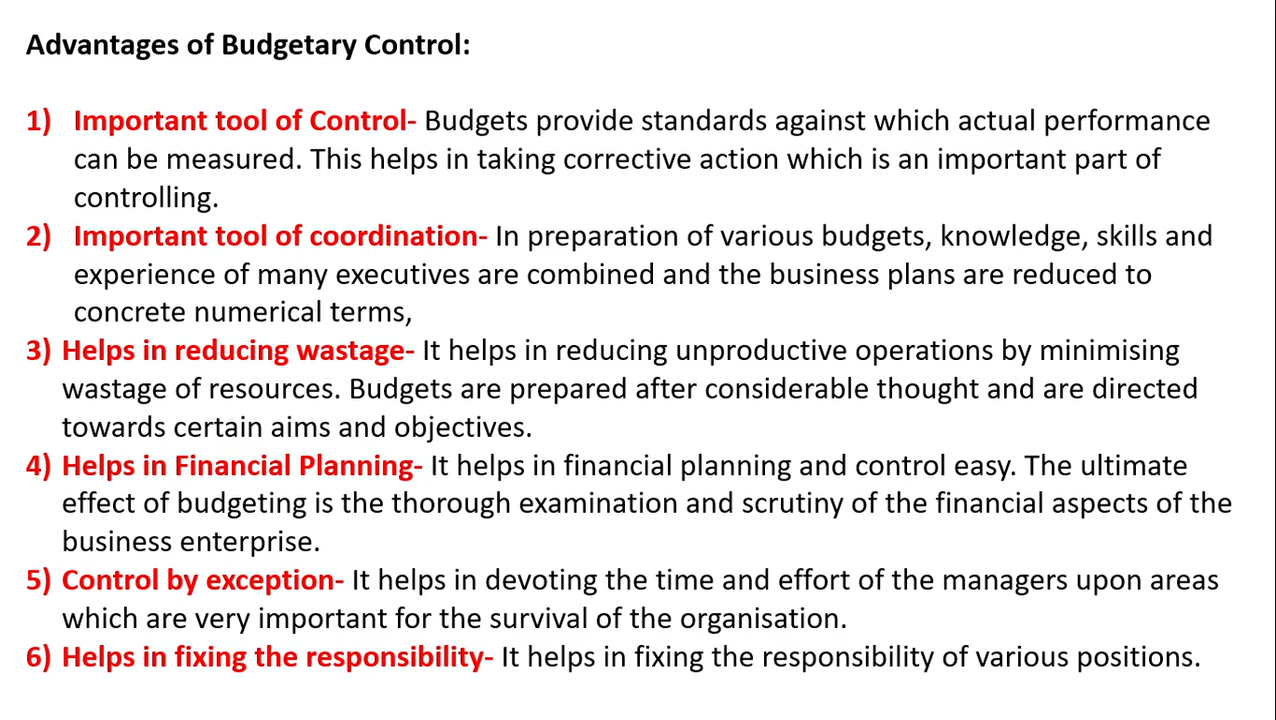 Advantages of Budgetary Control:
1) Important tool of Control- Budgets provide standards against which actual performance
can be measured. This helps in taking corrective action which is an important part of
controlling.
2) Important tool of coordination- In preparation of various budgets, knowledge, skills and
experience of many executives are combined and the business plans are reduced to
concrete numerical terms,
3) Helps in reducing wastage- It helps in reducing unproductive operations by minimising
wastage of resources. Budgets are prepared after considerable thought and are directed
towards certain aims and objectives.
4) Helps in Financial Planning- It helps in financial planning and control easy. The ultimate
effect of budgeting is the thorough examination and scrutiny of the financial aspects of the
business enterprise.
5) Control by exception- It helps in devoting the time and effort of the managers upon areas
which are very important for the survival of the organisation.
6) Helps in fixing the responsibility- It helps in fixing the responsibility of various positions.